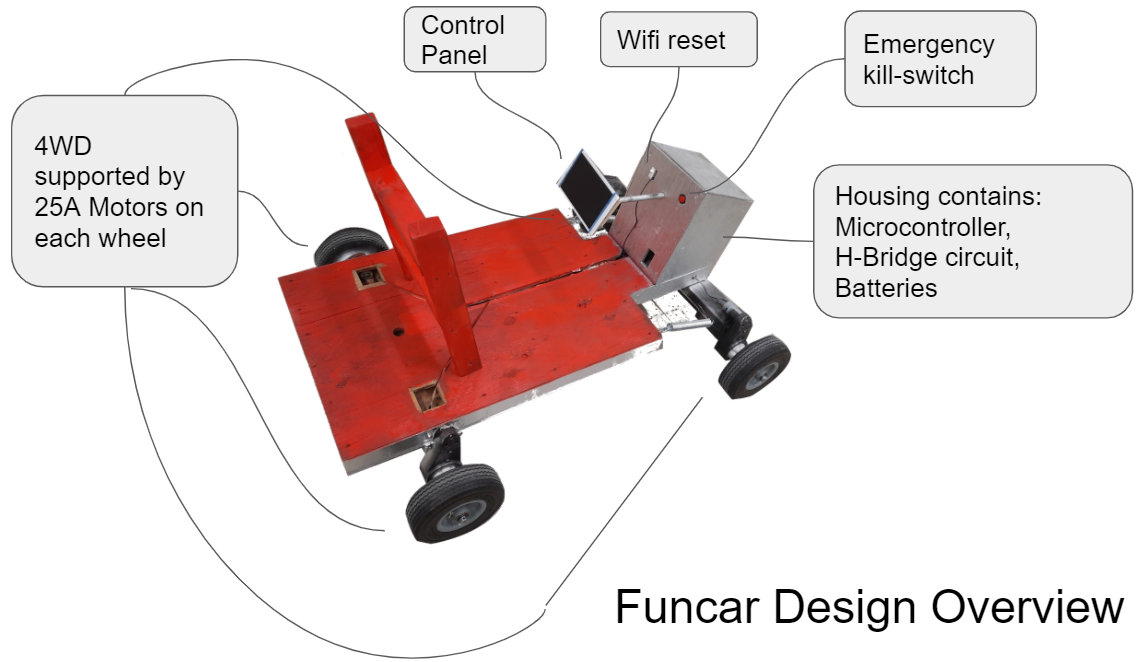 Control
Panel
Wifi reset
Emergency
kill-switch
4WD
supported by
25A Motors on
each wheel
Housing contains:
Microcontroller,
H-Bridge circuit,
Batteries
Funcar Design Overview